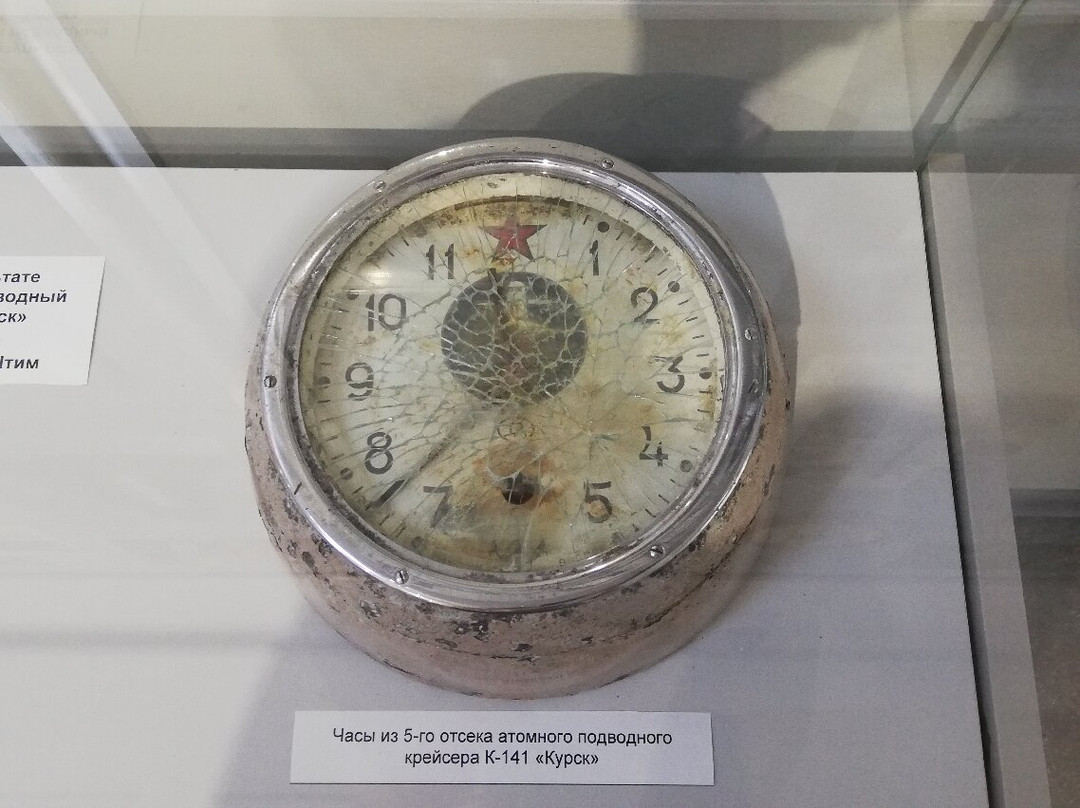 тате
водный
ск»
Чтим
11
1
10
2
9
3
8
4
7
5
Часы из 5-го отсека атомного подводного
крейсера К-141 «Курск»